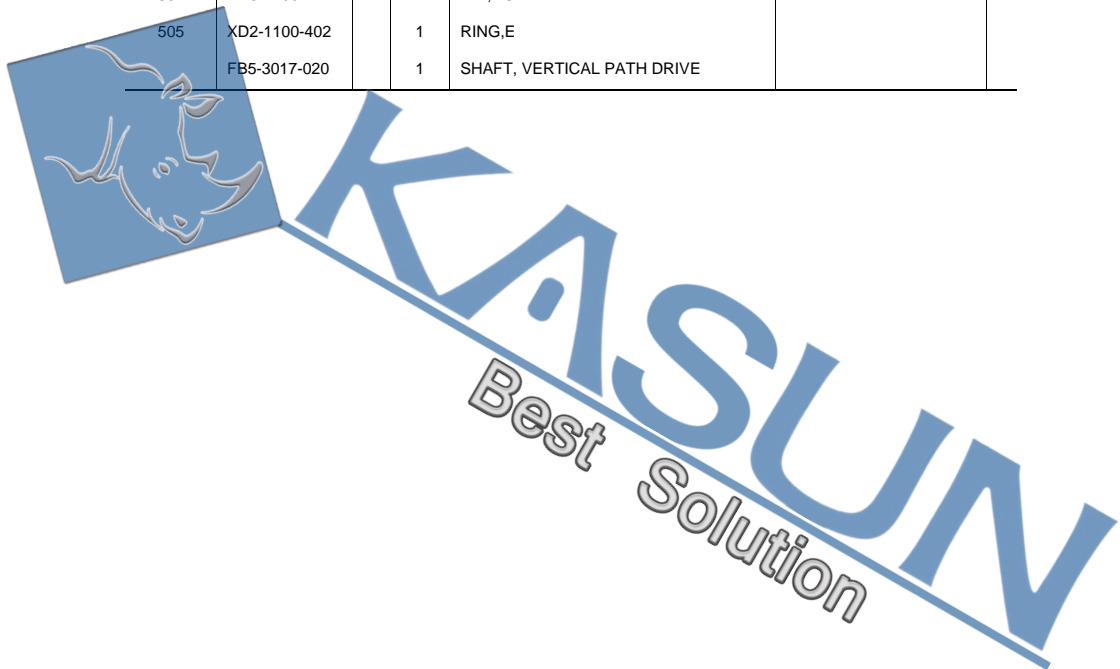 505 XD2-1100-402 1 RING,E
FB5-3017-020 1 SHAFT, VERTICAL PATH DRIVE
KASUN
Best Solution